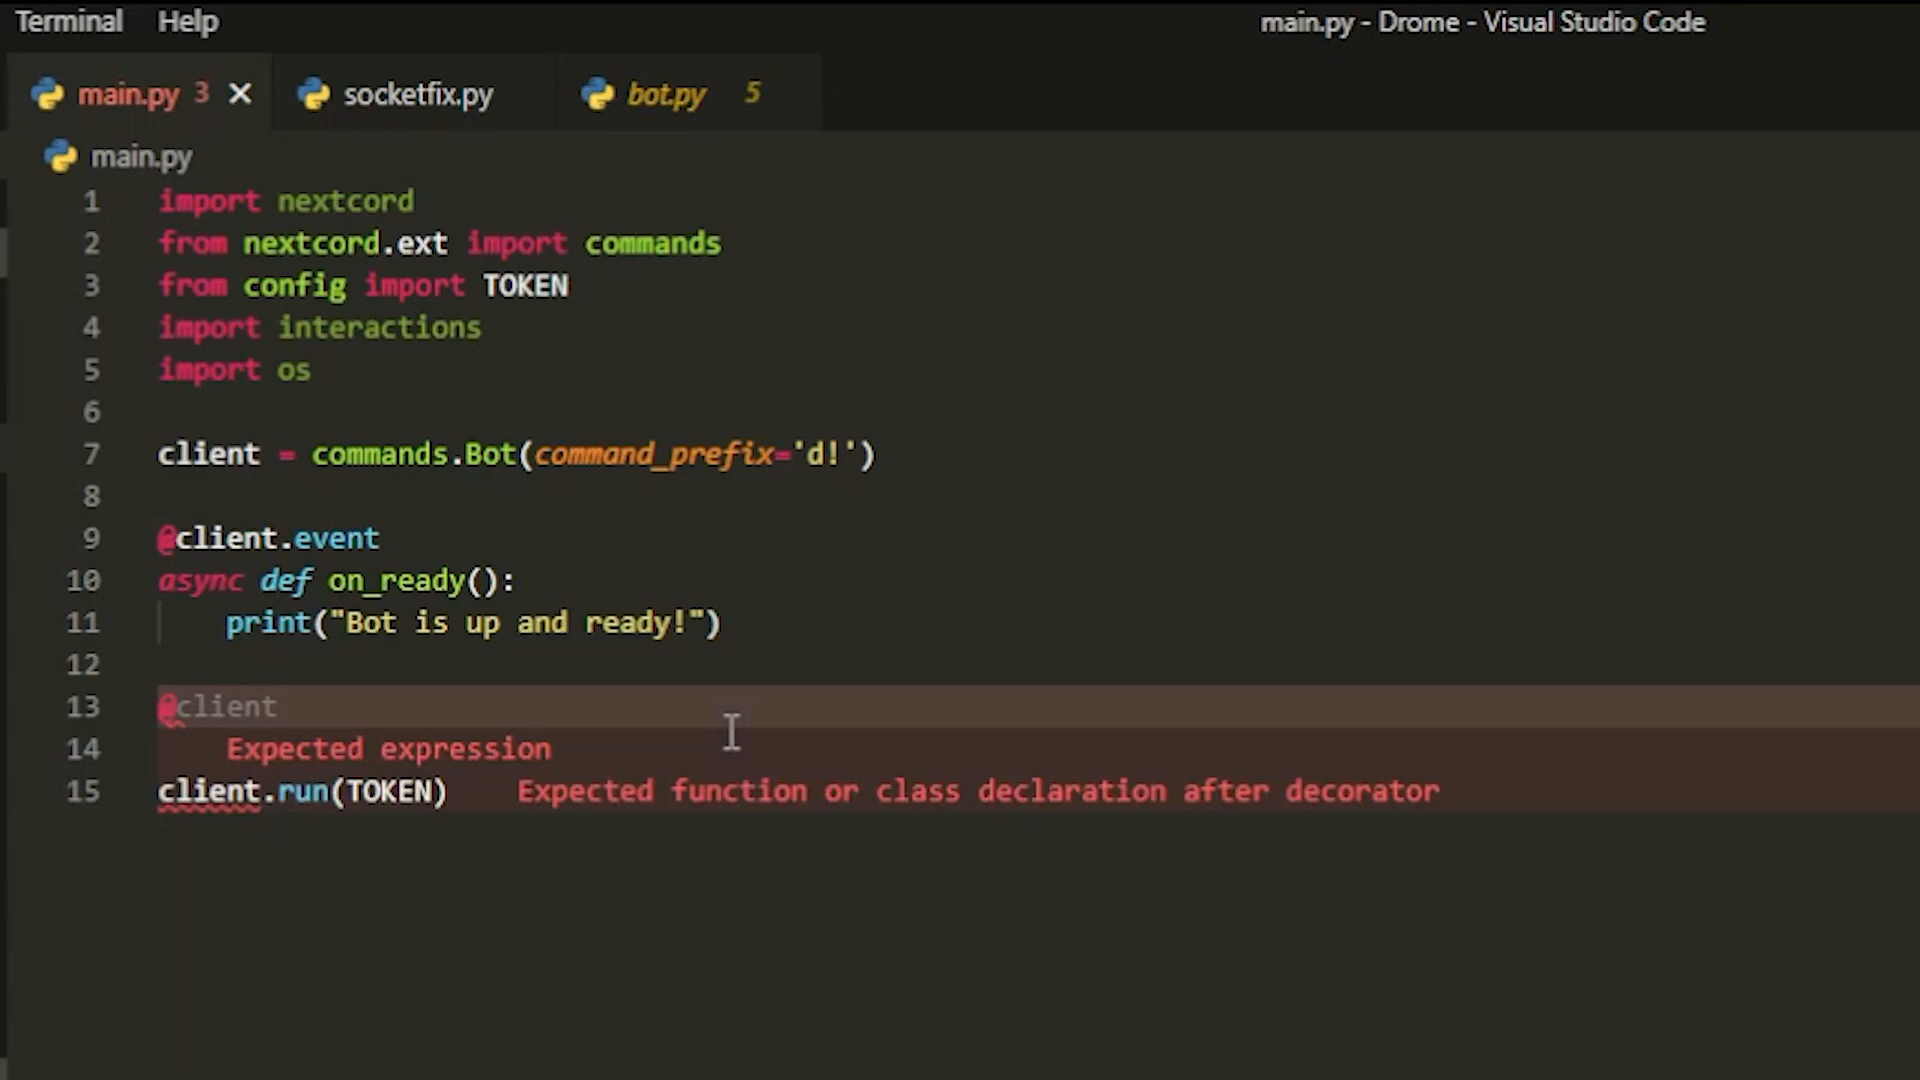 Terminal Help main.py - Drome - Visual Studio Code
main.py 3 socketfix.py bot.py 5
main.py
1 import nextcord
2 from nextcord.ext import commands
3 from config import TOKEN
4 import interactions
5 import os
6
7 client = commands.Bot(command_prefix='d!')
8
9 @client.event
10 async def on_ready():
11 print("Bot is up and ready!")
12
13 @client
14 Expected expression
15 client.run(TOKEN) Expected function or class declaration after decorator